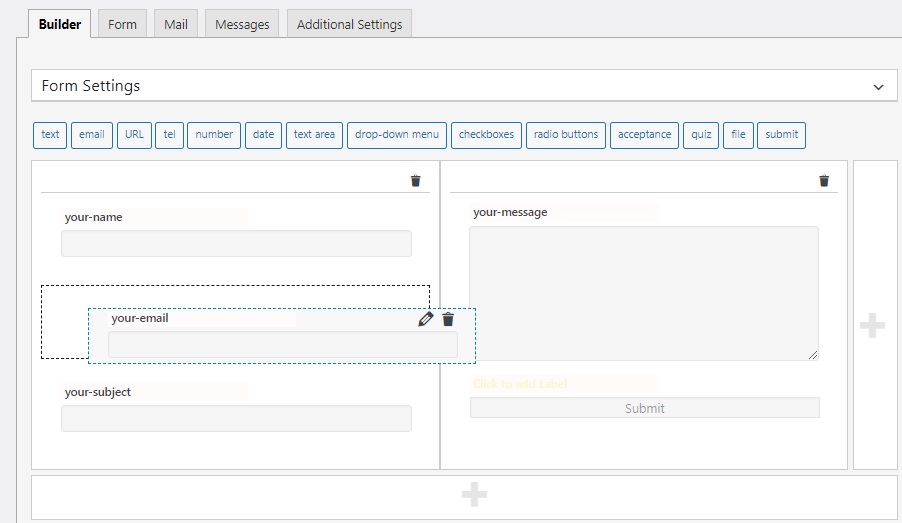 Builder Form Mail Messages Additional Settings
Form Settings
text email URL tel number date text area drop-down menu checkboxes radio buttons acceptance quiz file submit
your-name
your-email
your-subject
your-message
Click to add Label
Submit